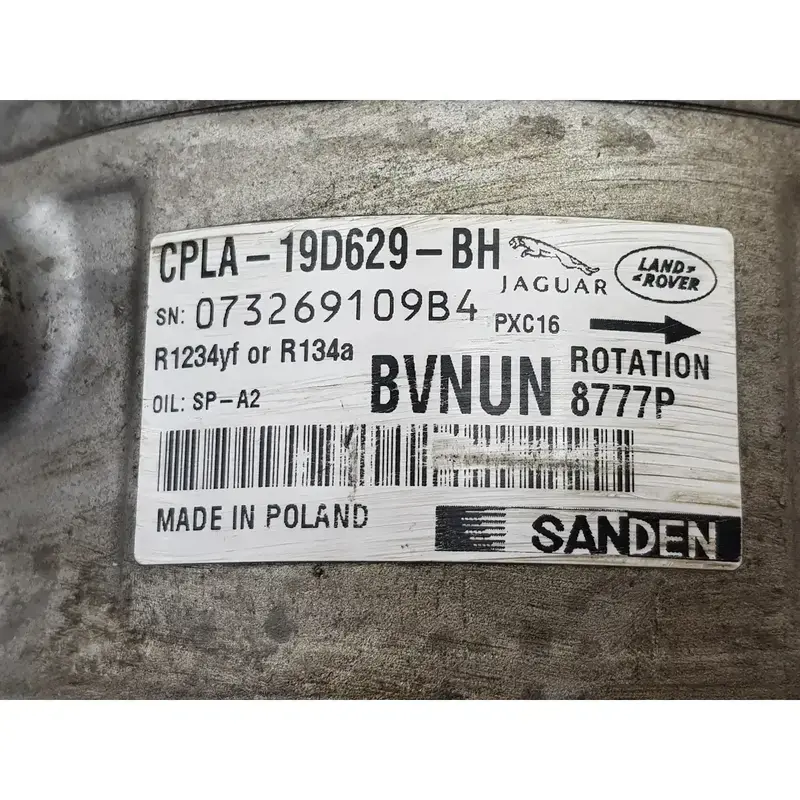 CPLA-19D629-BH
JAGUAR
LAND-
ROVER
SN: 073269109B4
PXC16
R1234yf or R134a
ROTATION
OIL: SP-A2
BVNUN
8777P
MADE IN POLAND
SANDEN